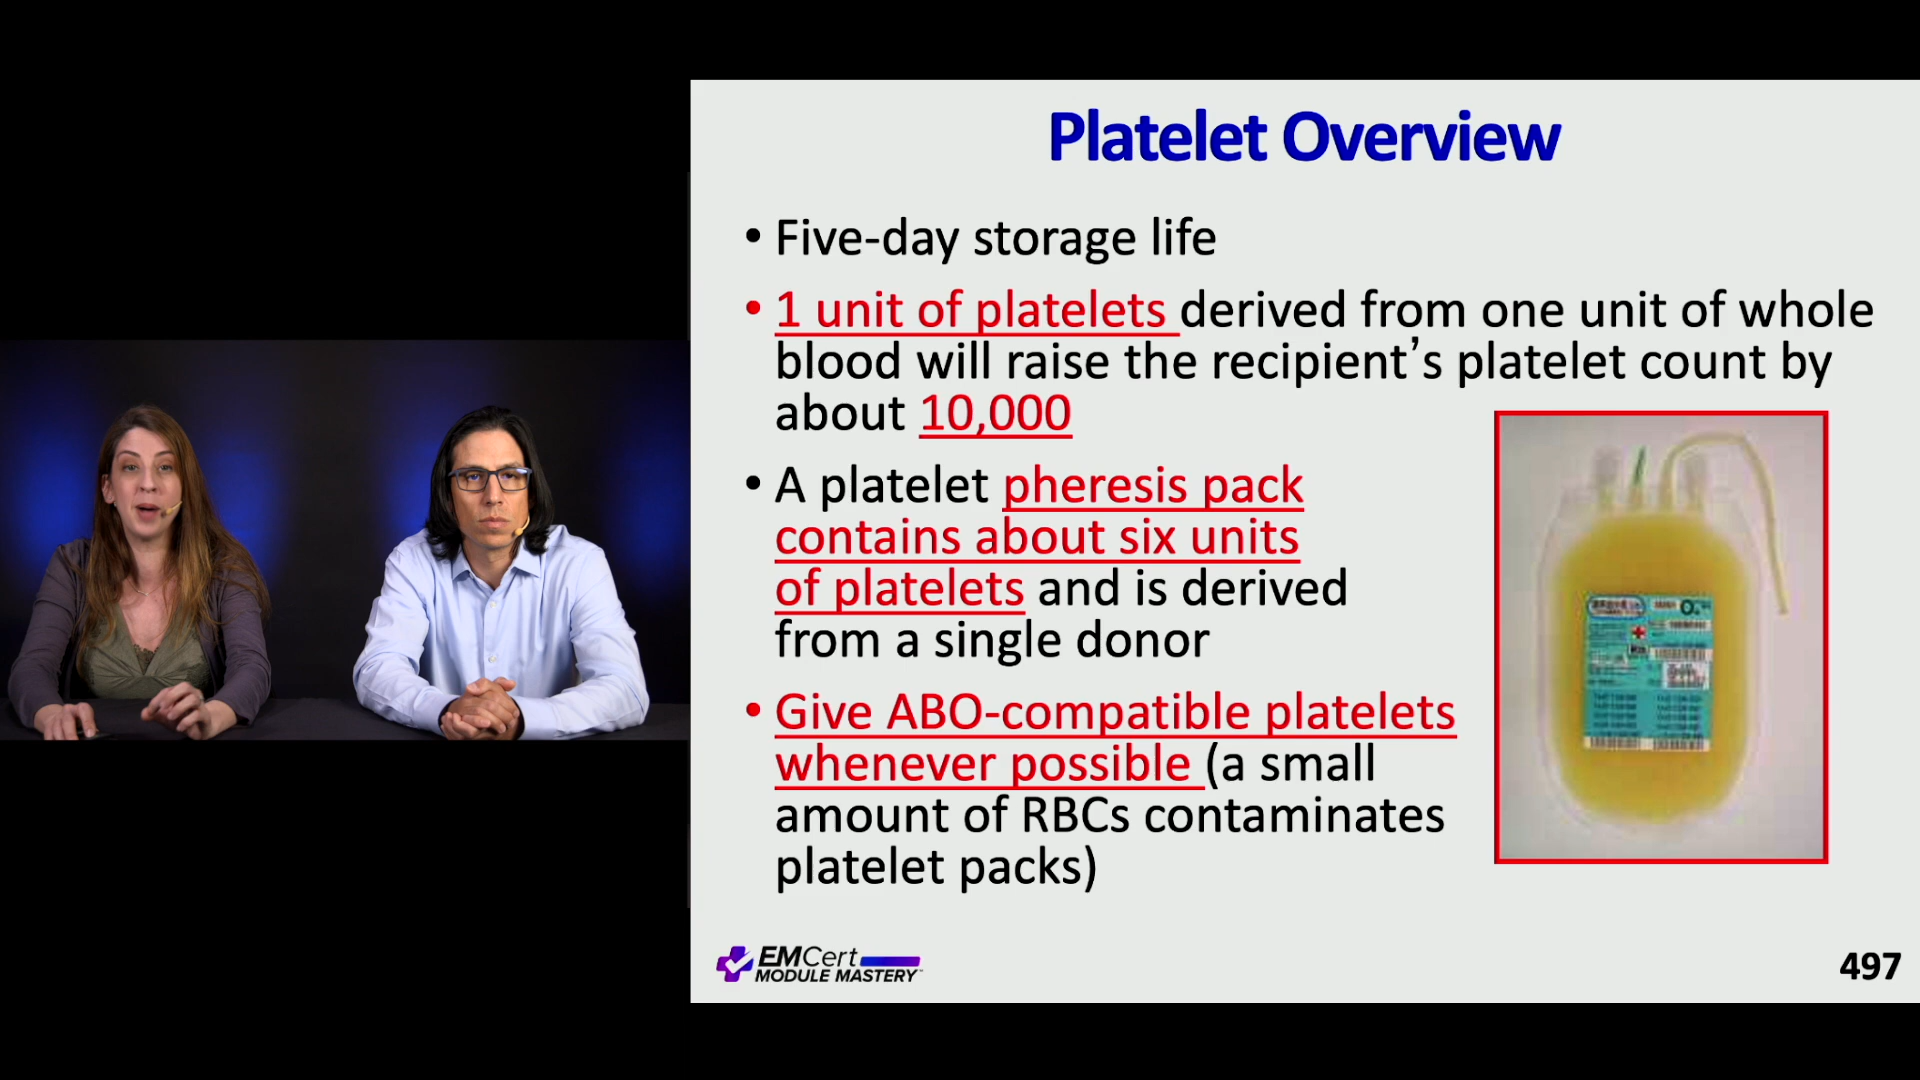 Platelet Overview
• Five-day storage life
• 1 unit of platelets derived from one unit of whole
blood will raise the recipient’s platelet count by
about 10,000
• A platelet pheresis pack
contains about six units
of platelets and is derived
from a single donor
• Give ABO-compatible platelets
whenever possible (a small
amount of RBCs contaminates
platelet packs)
EMCert
MODULE MASTERY
497